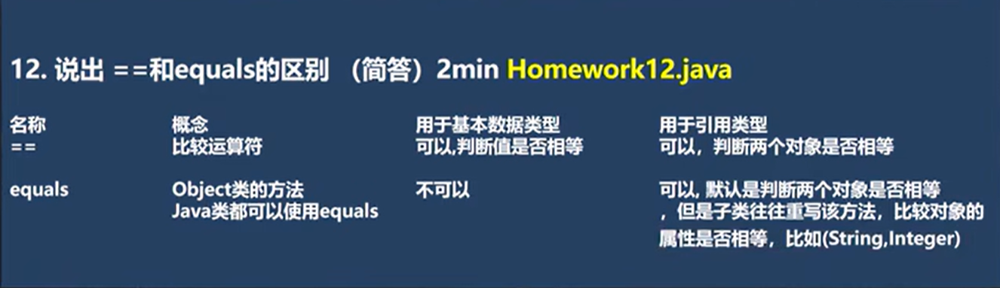 12. 说出 ==和equals的区别 （简答）2min Homework12.java
名称 概念 用于基本数据类型 用于引用类型
== 比较运算符 可以,判断值是否相等 可以，判断两个对象是否相等
equals Object类的方法 不可以 可以, 默认是判断两个对象是否相等
Java类都可以使用equals ，但是子类往往重写该方法，比较对象的
属性是否相等，比如(String,Integer)